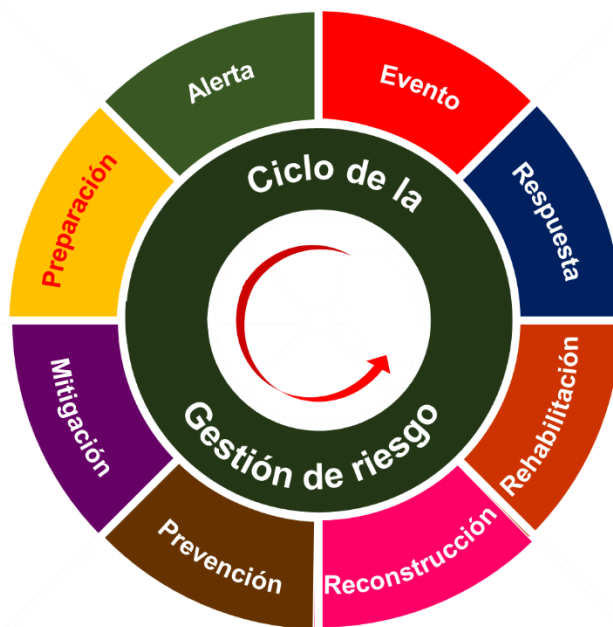 Ciclo de la
Gestión de riesgo
Evento
Respuesta
Rehabilitación
Reconstrucción
Prevención
Mitigación
Preparación
Alerta